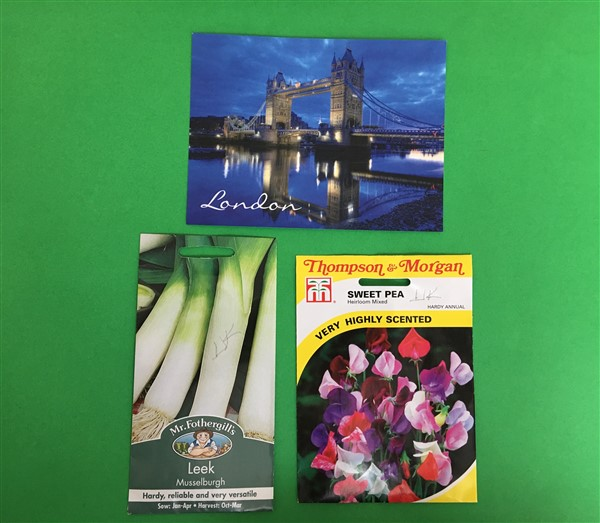 London
Mr. Fothergill's
Leek
Musselburgh
Hardy, reliable and very versatile
Sow: Jan-Apr • Harvest: Oct-Mar
Thompson & Morgan
SWEET PEA
Heirloom Mixed
HARDY ANNUAL
VERY HIGHLY SCENTED